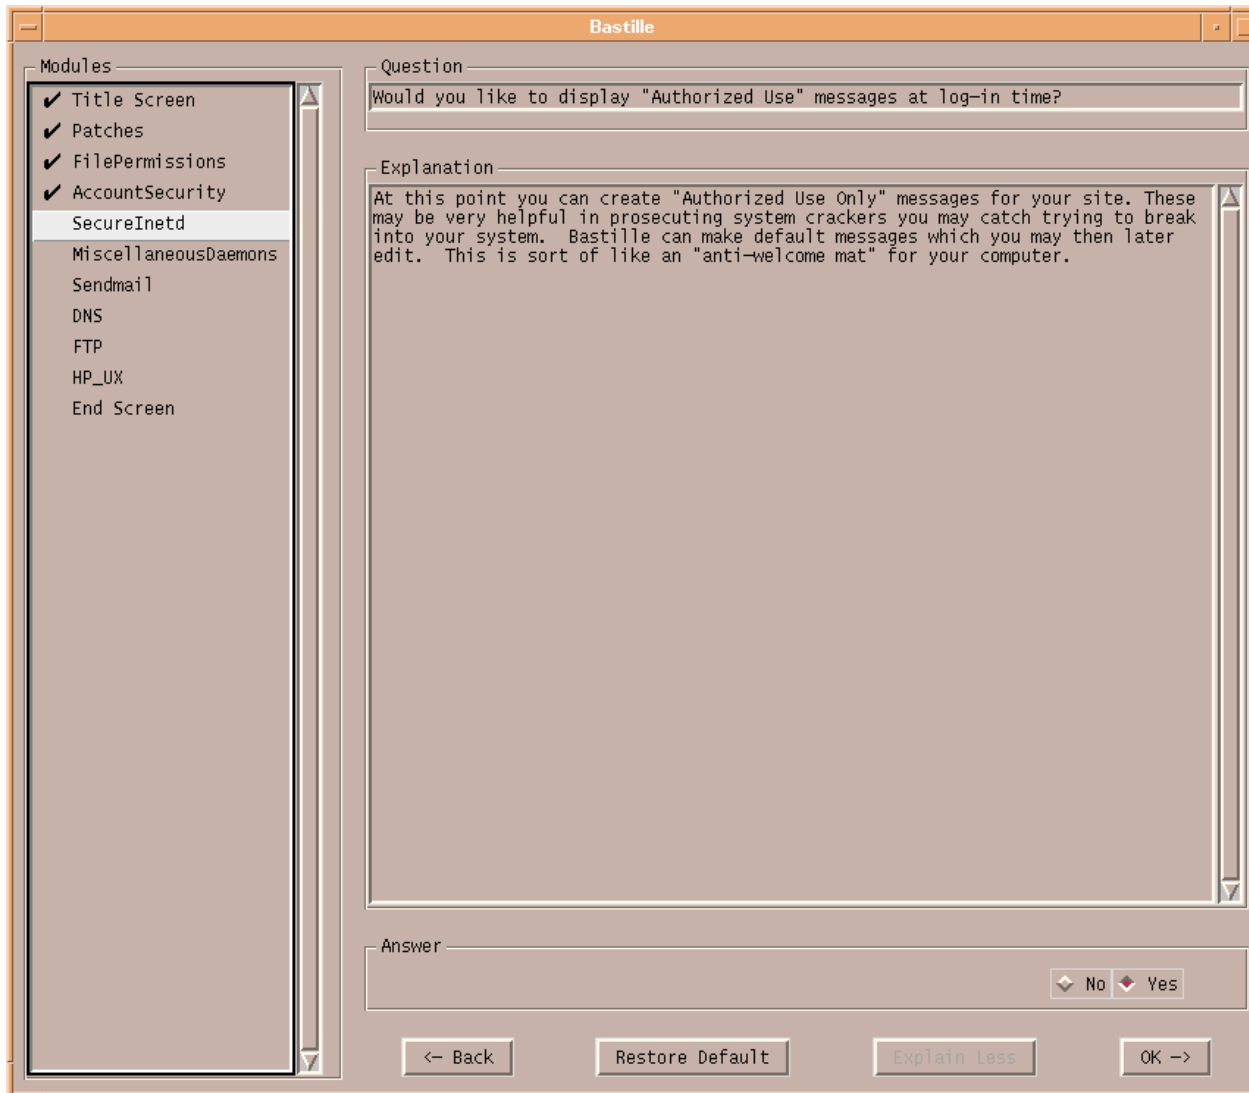 Bastille
Modules
✔ Title Screen
✔ Patches
✔ FilePermissions
✔ AccountSecurity
SecureInetd
MiscellaneousDaemons
Sendmail
DNS
FTP
HP_UX
End Screen
Question
Would you like to display "Authorized Use" messages at log-in time?
Explanation
At this point you can create "Authorized Use Only" messages for your site. These
may be very helpful in prosecuting system crackers you may catch trying to break
into your system.  Bastille can make default messages which you may then later
edit.  This is sort of like an "anti-welcome mat" for your computer.
Answer
No Yes
<- Back Restore Default Explain Less OK ->